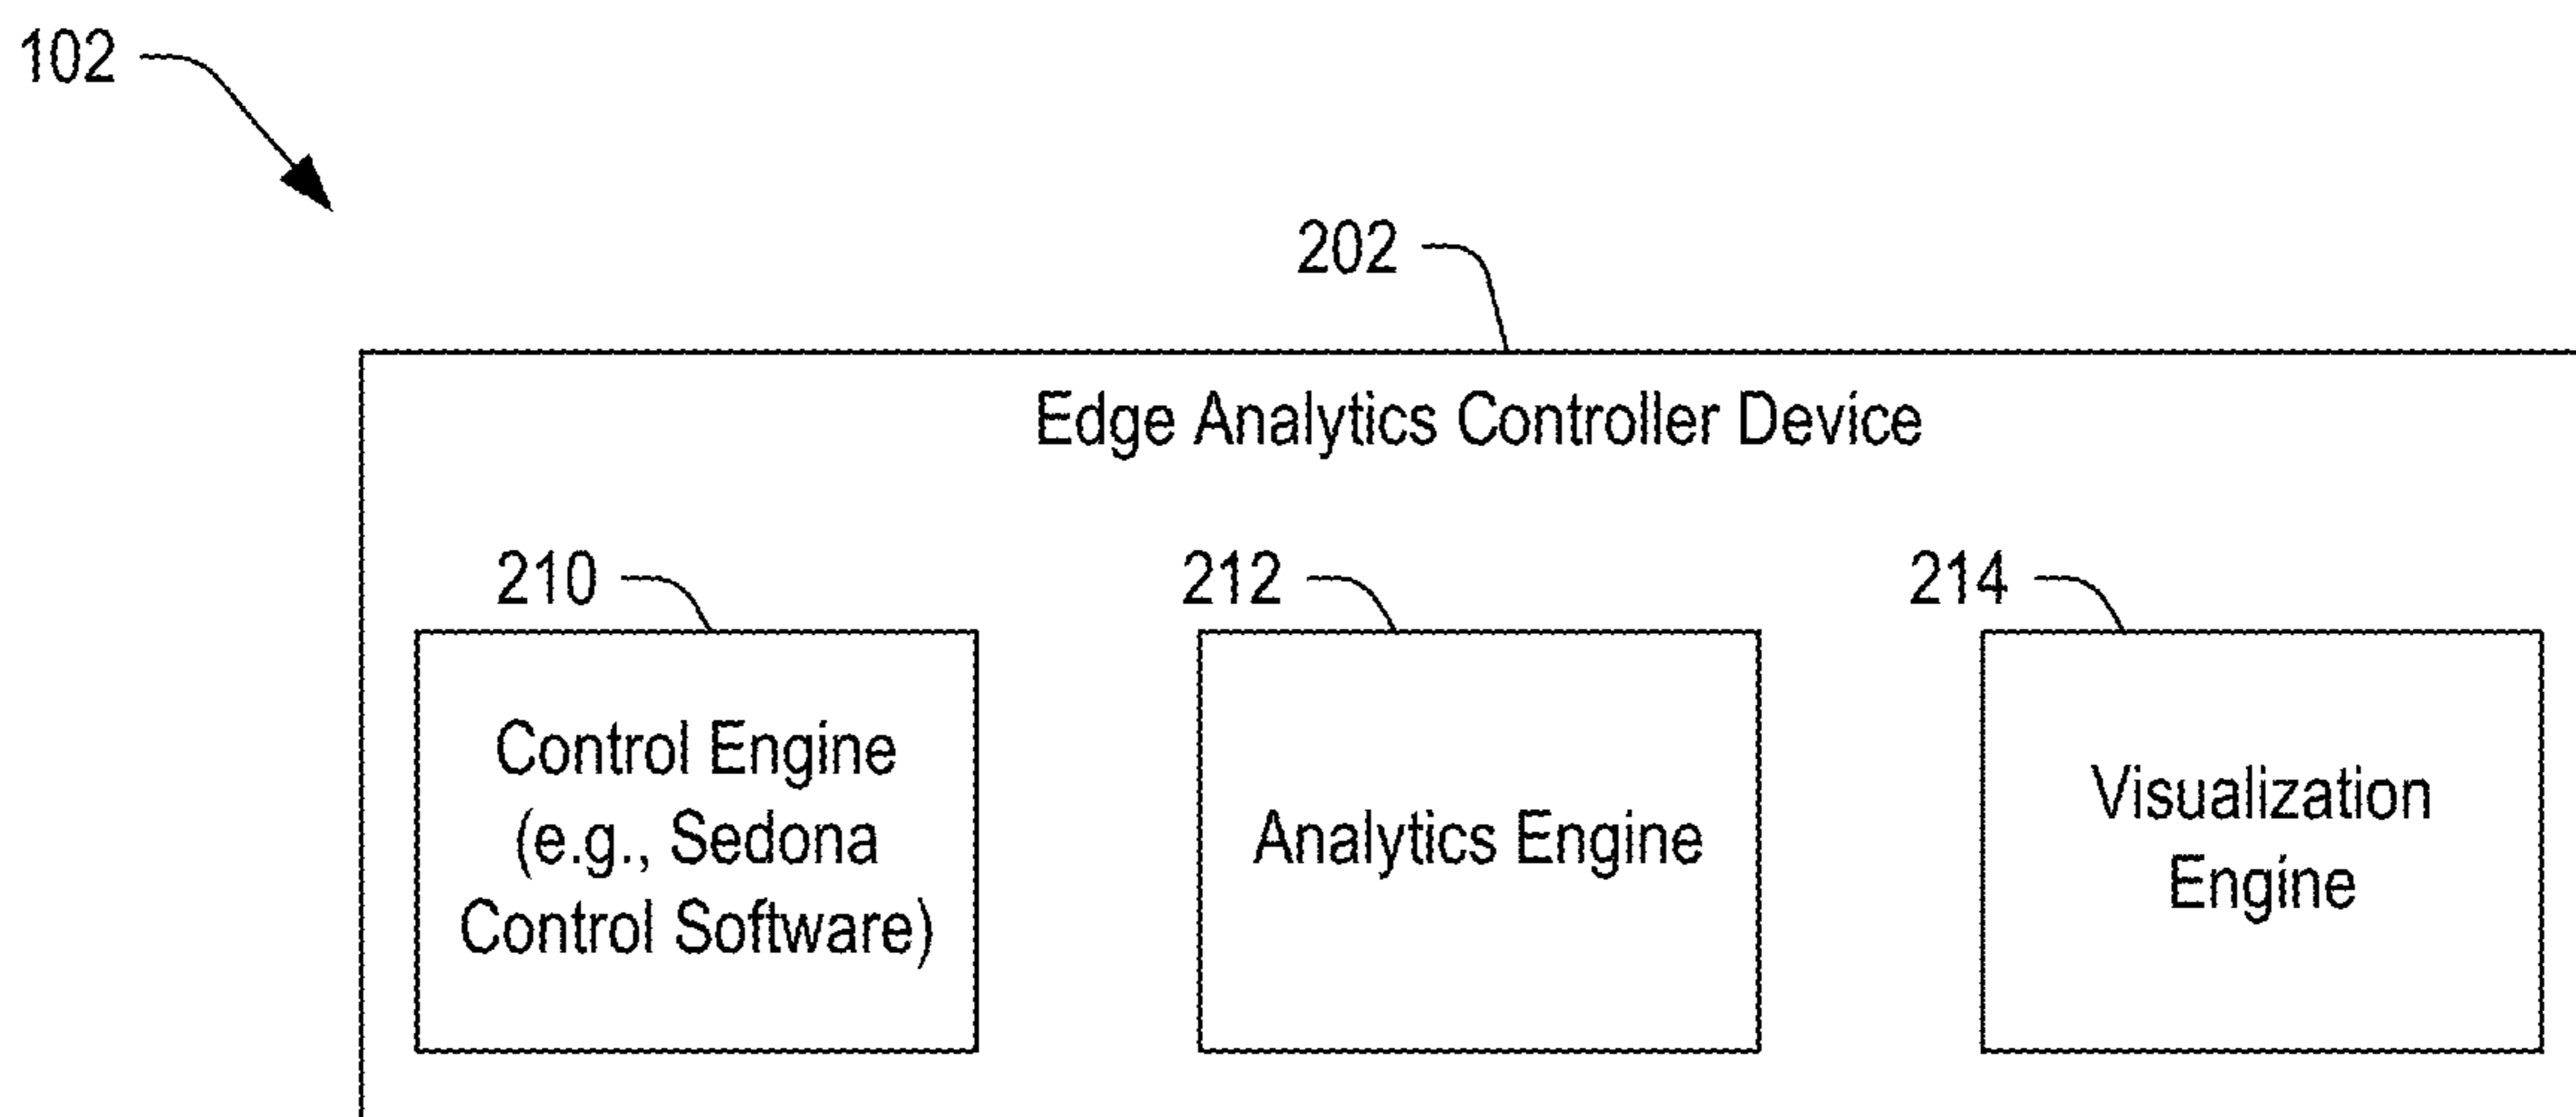 102
202
Edge Analytics Controller Device
210
212
214
Control Engine
(e.g., Sedona
Control Software)
Analytics Engine
Visualization
Engine